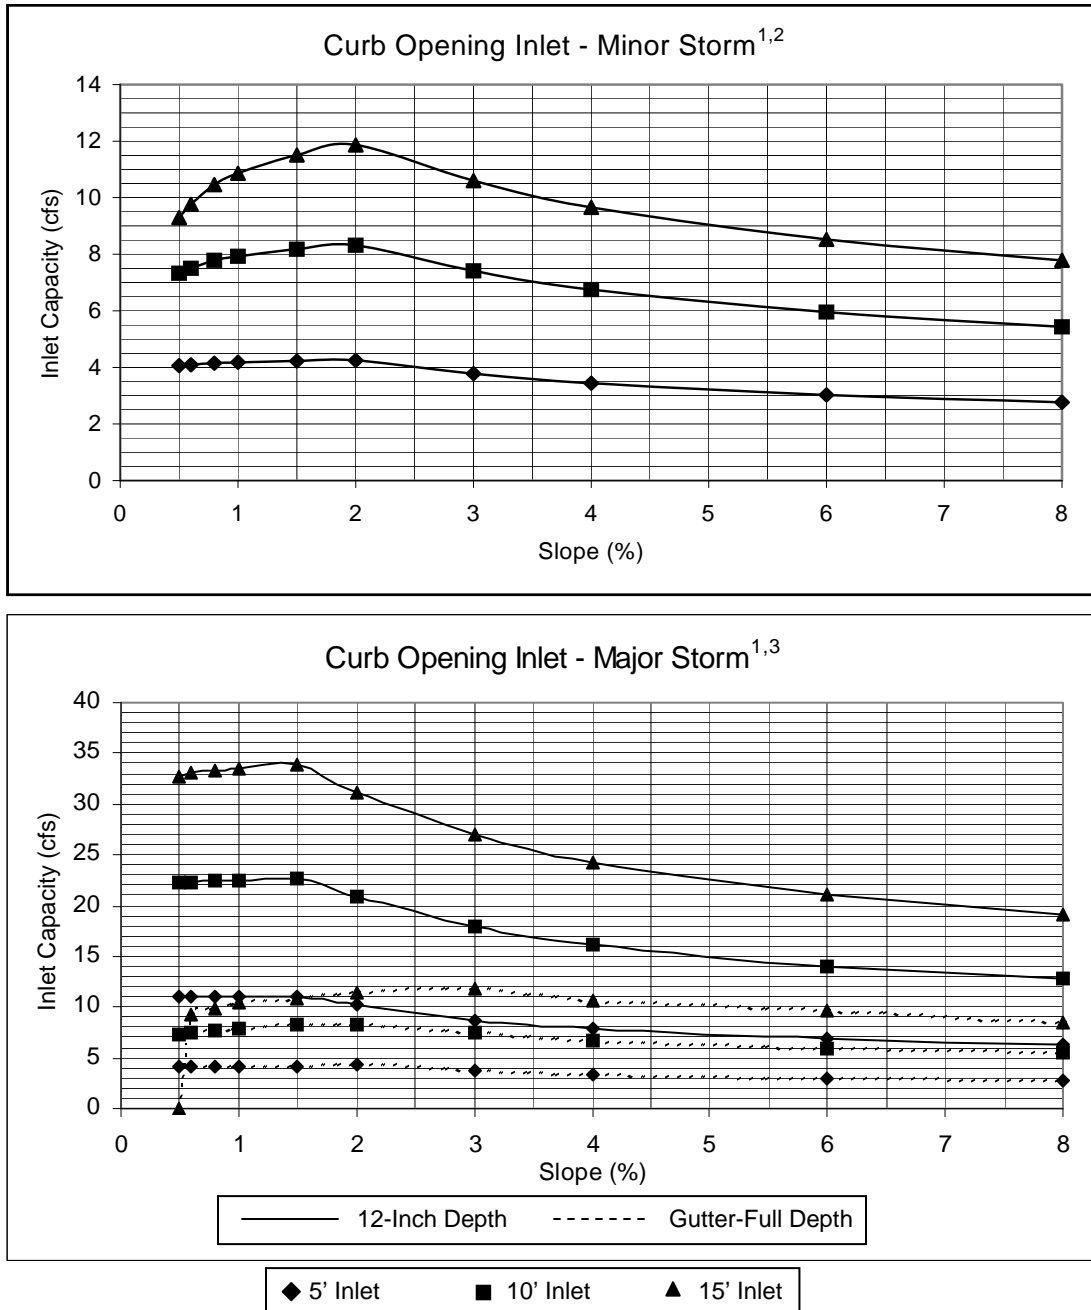 Curb Opening Inlet - Minor Storm1,2
14
12
10
8
6
4
2
0
Inlet Capacity (cfs)
0 1 2 3 4 5 6 7 8
Slope (%)
Curb Opening Inlet - Major Storm1,3
40
35
30
25
20
15
10
5
0
Inlet Capacity (cfs)
0 1 2 3 4 5 6 7 8
Slope (%)
12-Inch Depth Gutter-Full Depth
5' Inlet 10' Inlet 15' Inlet